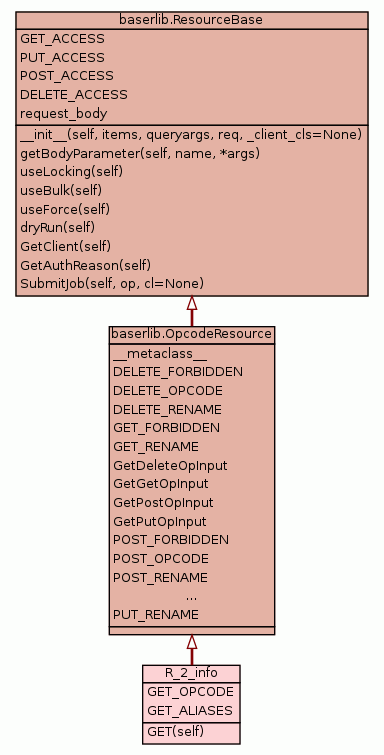 baserlib.ResourceBase
GET_ACCESS
PUT_ACCESS
POST_ACCESS
DELETE_ACCESS
request_body
__init__(self, items, queryargs, req, _client_cls=None)
getBodyParameter(self, name, *args)
useLocking(self)
useBulk(self)
useForce(self)
dryRun(self)
GetClient(self)
GetAuthReason(self)
SubmitJob(self, op, cl=None)
baserlib.OpcodeResource
__metaclass__
DELETE_FORBIDDEN
DELETE_OPCODE
DELETE_RENAME
GET_FORBIDDEN
GET_RENAME
GetDeleteOpInput
GetGetOpInput
GetPostOpInput
GetPutOpInput
POST_FORBIDDEN
POST_OPCODE
POST_RENAME
...
PUT_RENAME
R_2_info
GET_OPCODE
GET_ALIASES
GET(self)